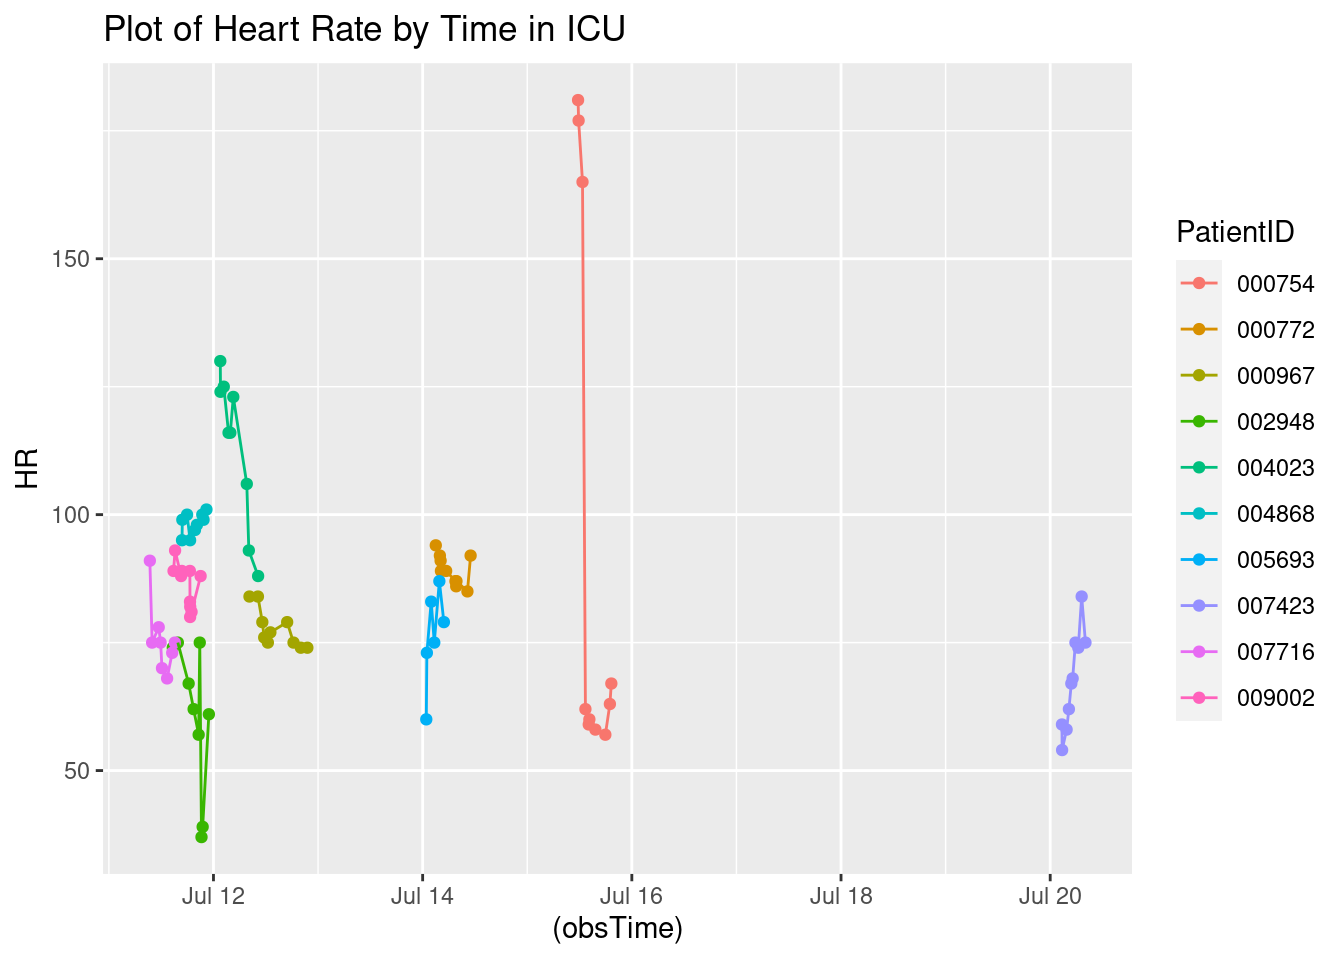 Plot of Heart Rate by Time in ICU
HR
150
100
50
Jul 12
Jul 14
Jul 16
Jul 18
Jul 20
(obsTime)
PatientID
000754
000772
000967
002948
004023
004868
005693
007423
007716
009002